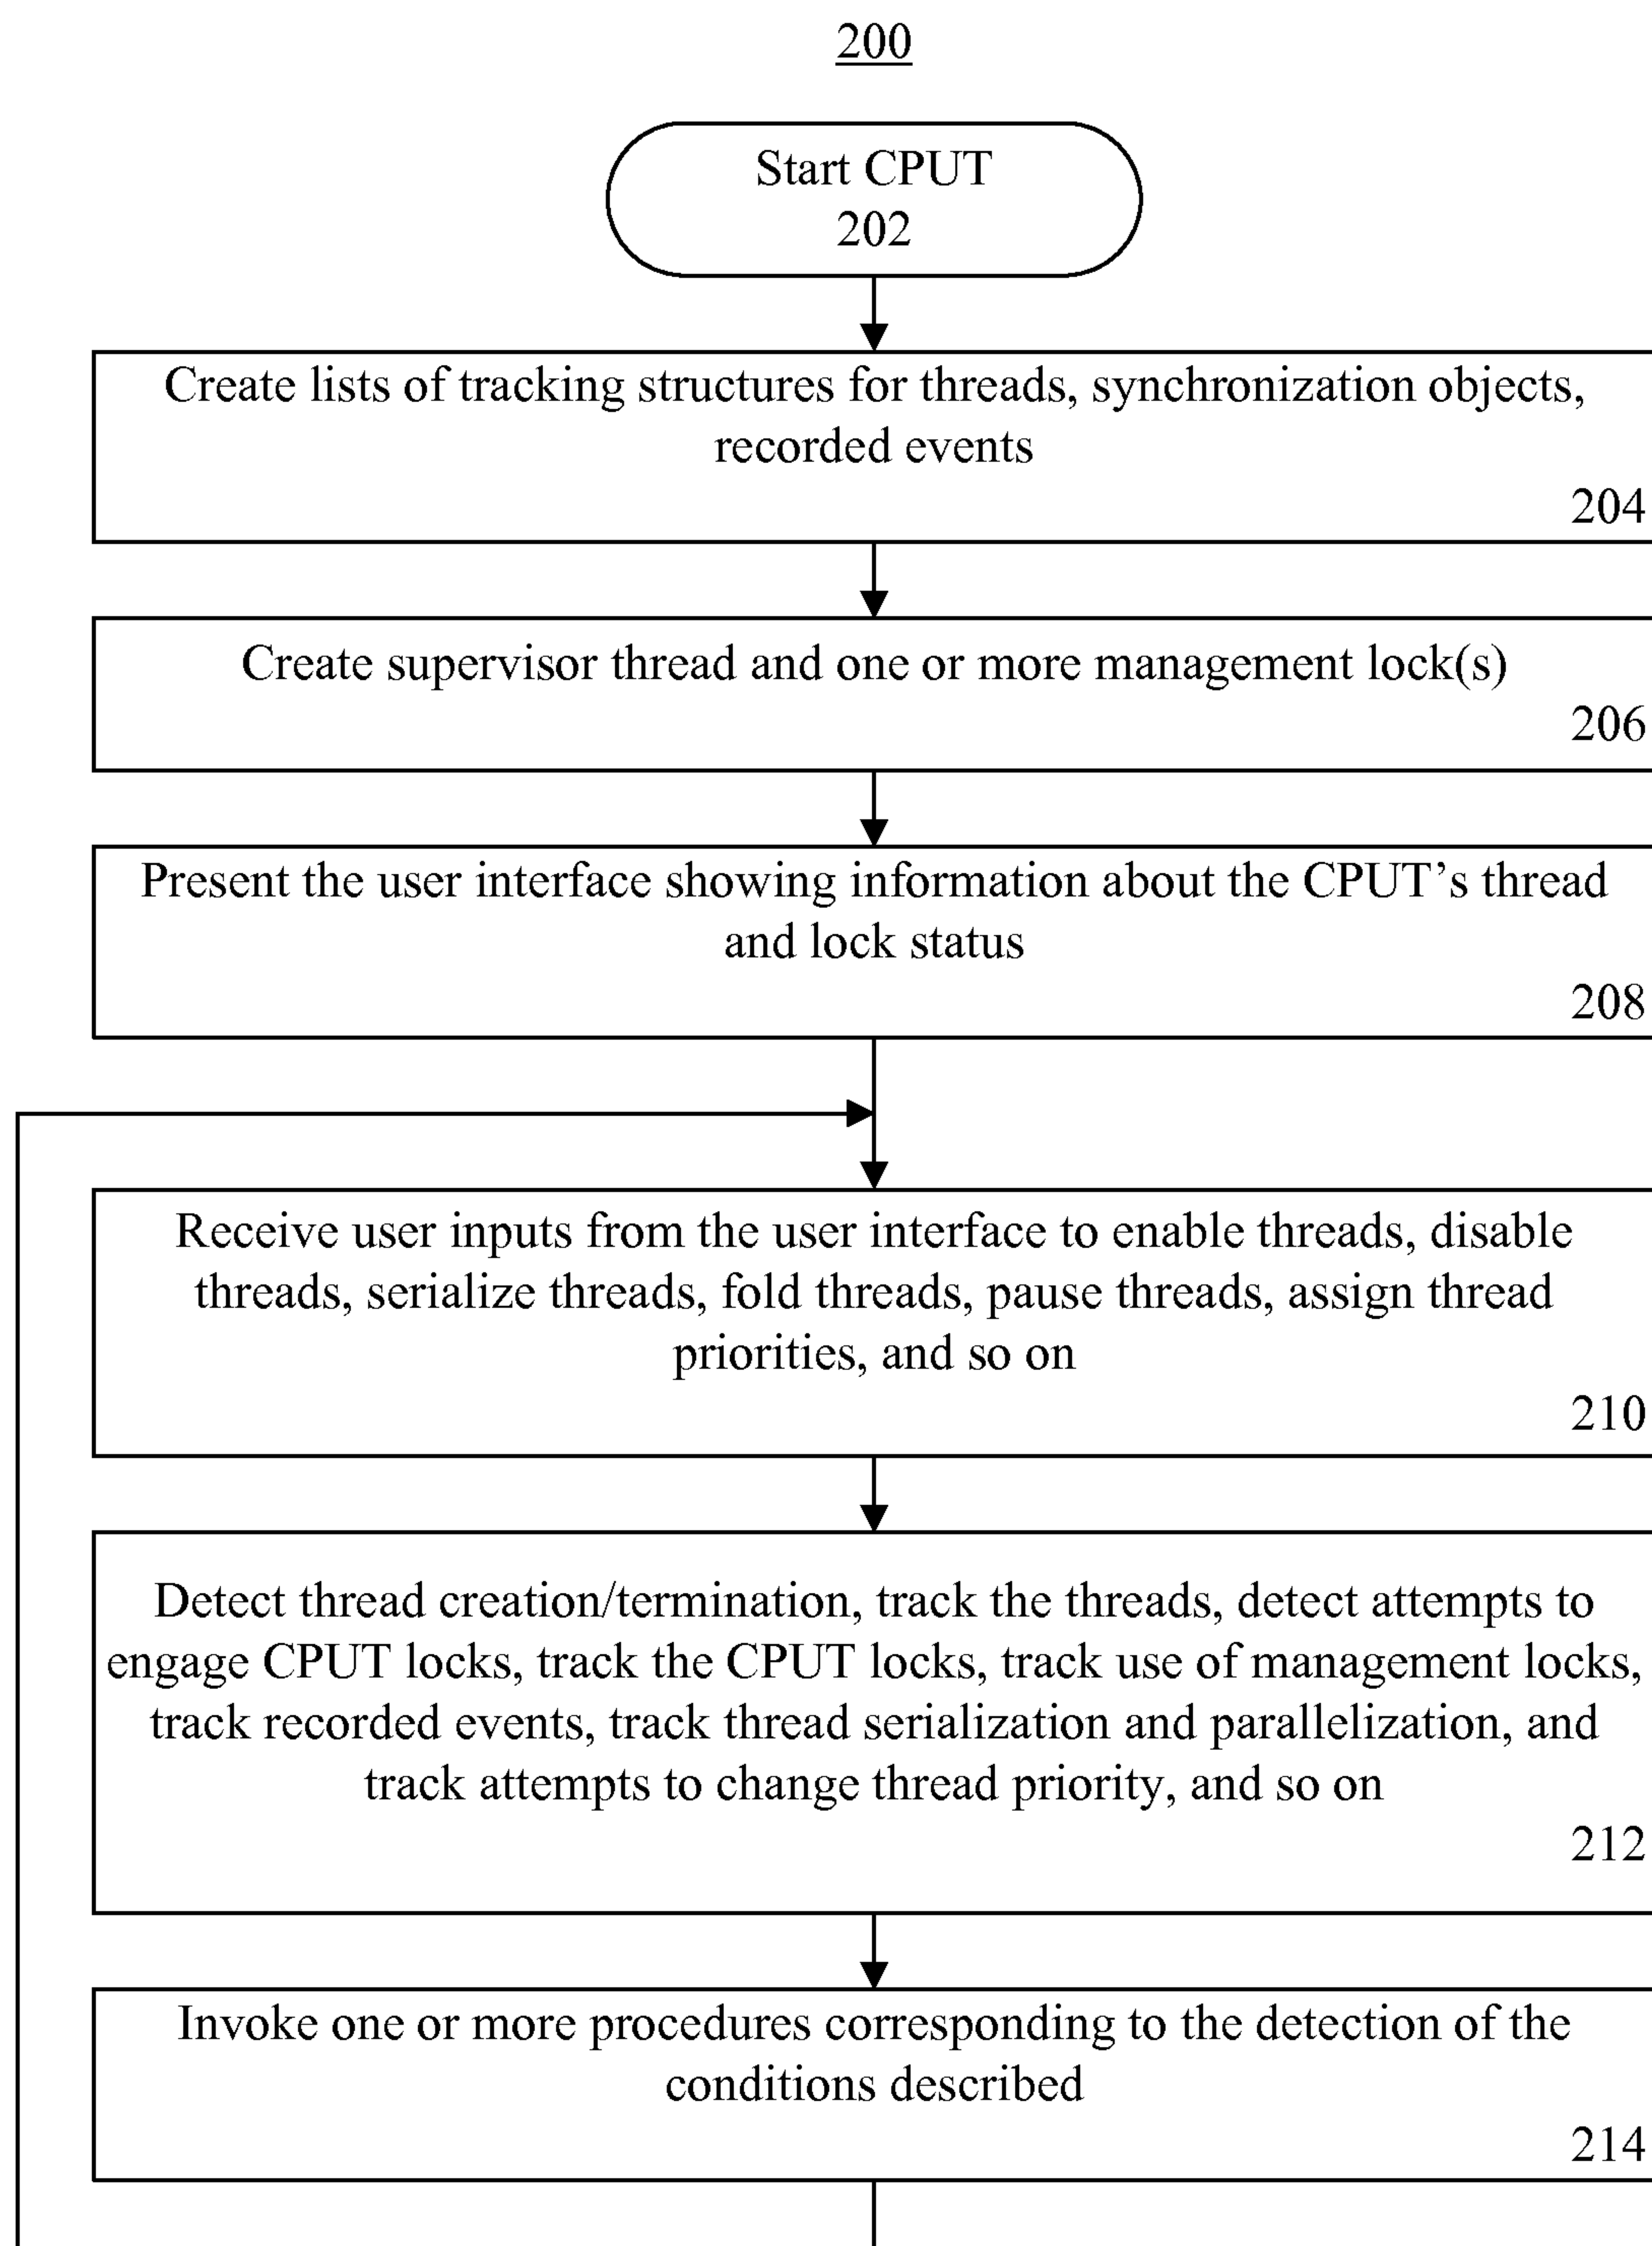 200
Start CPUT
202
Create lists of tracking structures for threads, synchronization objects,
recorded events
204
Create supervisor thread and one or more management lock(s)
206
Present the user interface showing information about the CPUT’s thread
and lock status
208
Receive user inputs from the user interface to enable threads, disable
threads, serialize threads, fold threads, pause threads, assign thread
priorities, and so on
210
Detect thread creation/termination, track the threads, detect attempts to
engage CPUT locks, track the CPUT locks, track use of management locks,
track recorded events, track thread serialization and parallelization, and
track attempts to change thread priority, and so on
212
Invoke one or more procedures corresponding to the detection of the
conditions described
214